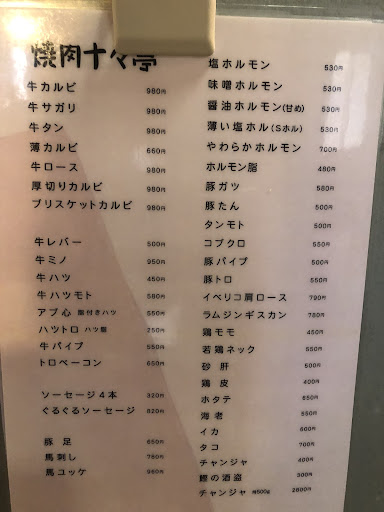 焼肉十々亭
牛カルビ 980円
牛サガリ 980円
牛タン 980円
薄カルビ 660円
牛ロース 980円
厚切りカルビ 980円
ブリスケットカルビ 980円
牛レバー 500円
牛ミノ 950円
牛ハツ 450円
牛ハツモト 580円
アブ心 脂付きハツ 550円
ハツトロ ハツ脂 250円
牛パイプ 550円
トロベーコン 650円
ソーセージ4本 320円
ぐるぐるソーセージ 820円
豚足 650円
馬刺し 780円
馬ユッケ 960円
塩ホルモン 530円
味噌ホルモン 530円
醤油ホルモン(甘め) 530円
薄い塩ホル(Sホル) 530円
やわらかホルモン 700円
ホルモン脂 480円
豚ガツ 580円
豚たん 500円
タンモト 500円
コブクロ 550円
豚パイプ 500円
豚トロ 550円
イベリコ肩ロース 790円
ラムジンギスカン 750円
鶏モモ 450円
若鶏ネック 550円
砂肝 500円
鶏皮 400円
ホタテ 650円
海老 550円
イカ 600円
タコ 700円
チャンジャ 400円
鰹の酒盗 300円
チャンジャ 樽500g 2800円